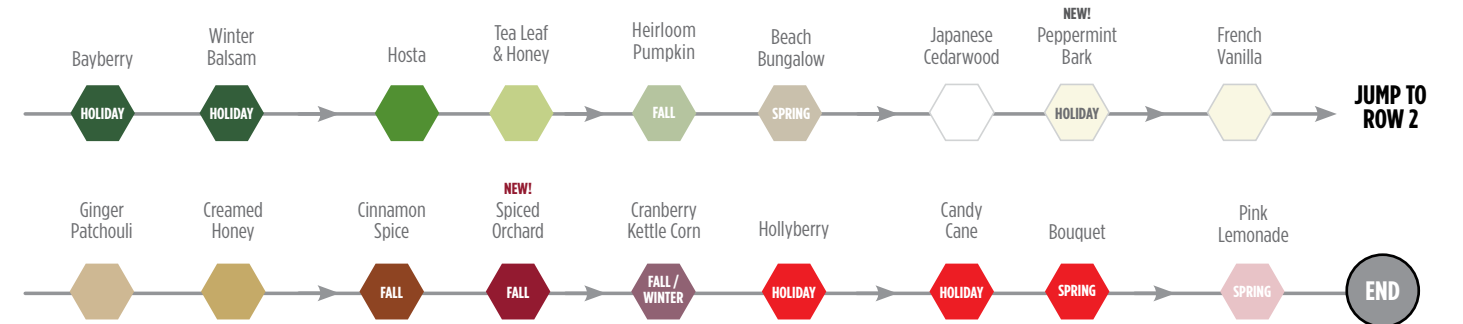 Bayberry
HOLIDAY
Winter
Balsam
HOLIDAY
Hosta
Tea Leaf
& Honey
Heirloom
Pumpkin
FALL
Beach
Bungalow
SPRING
Japanese
Cedarwood
NEW!
Peppermint
Bark
HOLIDAY
French
Vanilla
JUMP TO
ROW 2
Ginger
Patchouli
Creamed
Honey
Cinnamon
Spice
FALL
NEW!
Spiced
Orchard
FALL
Cranberry
Kettle Corn
FALL /
WINTER
Hollyberry
HOLIDAY
Candy
Cane
HOLIDAY
Bouquet
SPRING
Pink
Lemonade
SPRING
END